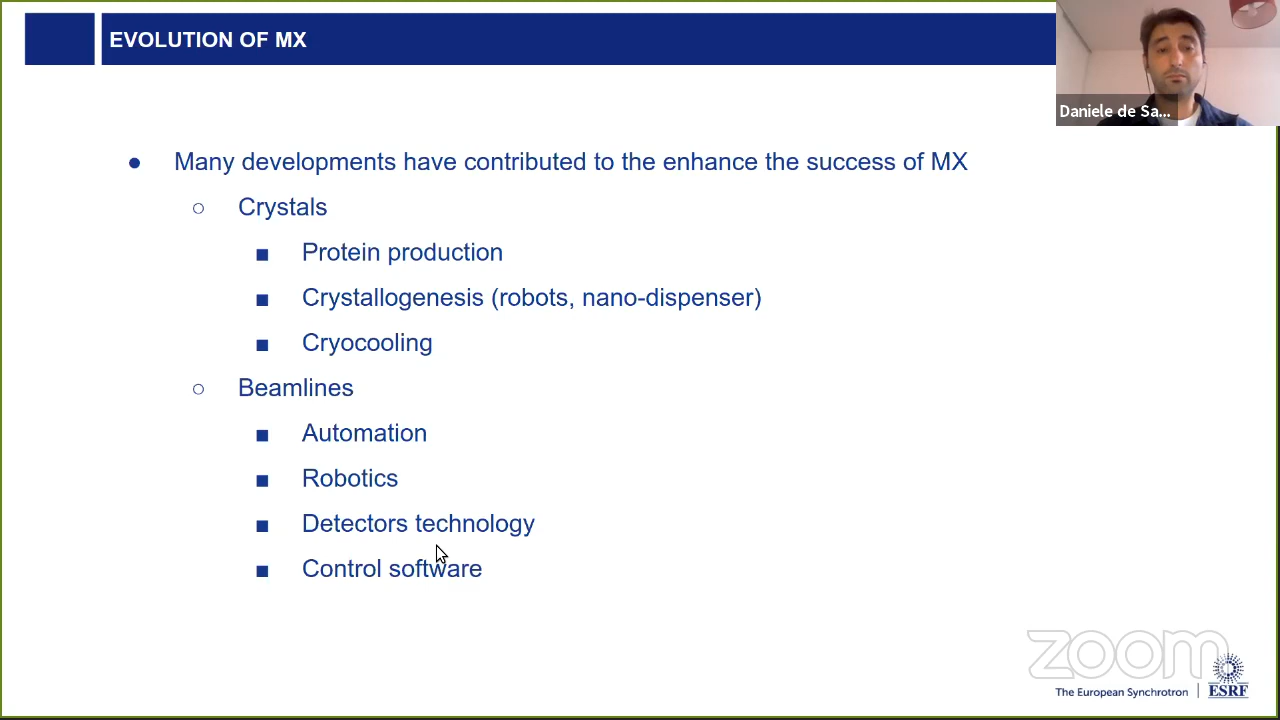 EVOLUTION OF MX
Daniele de Sa...
● Many developments have contributed to the enhance the success of MX
○ Crystals
■ Protein production
■ Crystallogenesis (robots, nano-dispenser)
■ Cryocooling
○ Beamlines
■ Automation
■ Robotics
■ Detectors technology
■ Control software
zoom
The European Synchrotron | ESRF